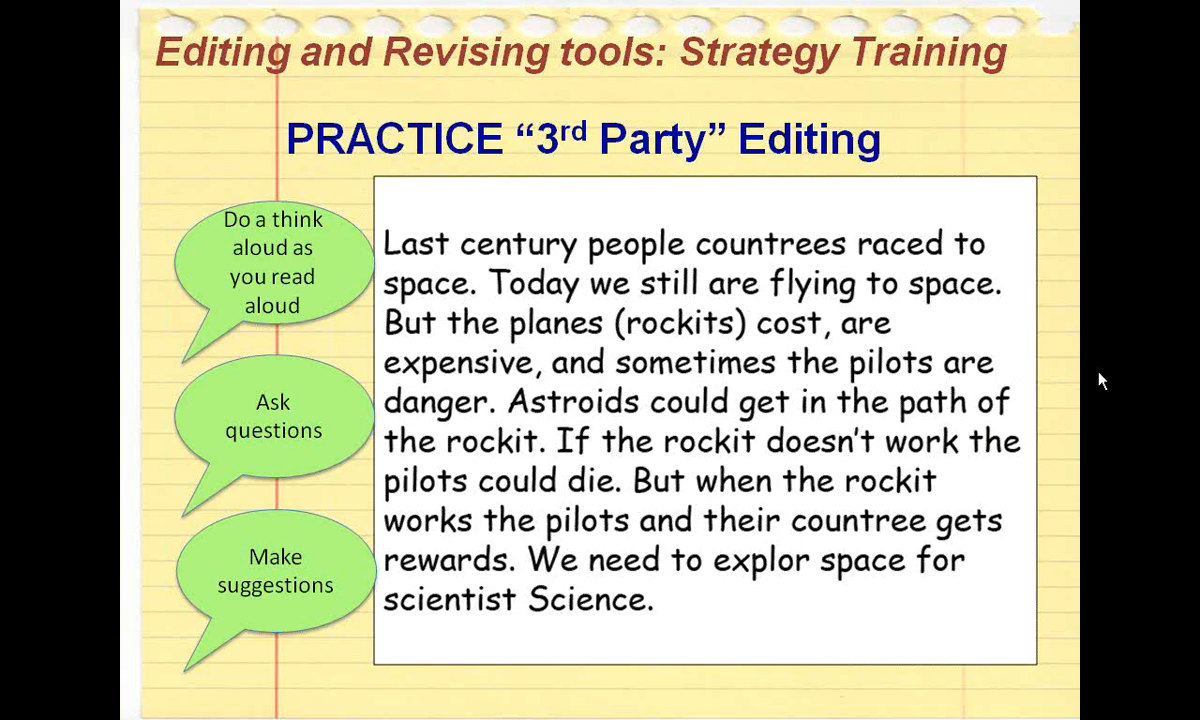 Editing and Revising tools: Strategy Training
PRACTICE “3rd Party” Editing
Do a think
aloud as
you read
aloud
Ask
questions
Make
suggestions
Last century people countrees raced to
space. Today we still are flying to space.
But the planes (rockits) cost, are
expensive, and sometimes the pilots are
danger. Astroids could get in the path of
the rockit. If the rockit doesn’t work the
pilots could die. But when the rockit
works the pilots and their countree gets
rewards. We need to explor space for
scientist Science.